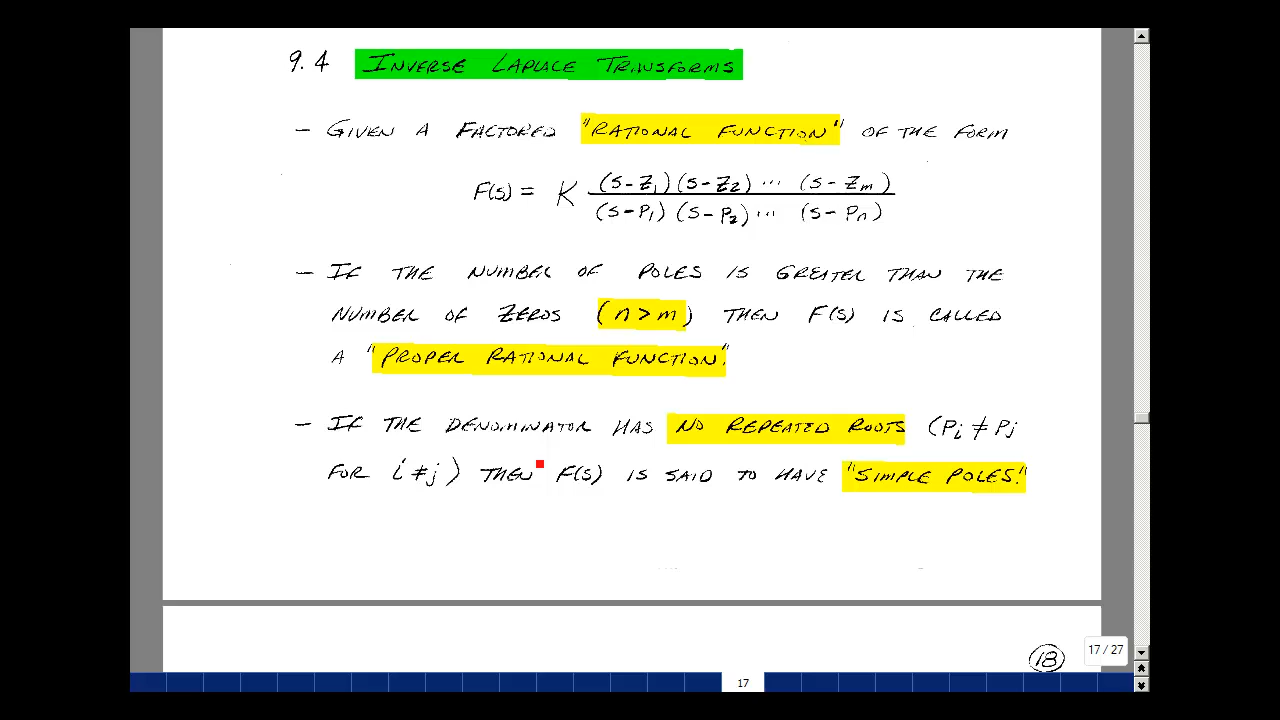 9.4 INVERSE LAPLACE TRANSFORMS
- GIVEN A FACTORED "RATIONAL FUNCTION" OF THE FORM
F(s) = K (s-z₁)(s-z₂)... (s-zₘ) / (s-p₁)(s-p₂)... (s-pₙ)
- IF THE NUMBER OF POLES IS GREATER THAN THE
NUMBER OF ZEROS (n>m) THEN F(s) IS CALLED
A "PROPER RATIONAL FUNCTION."
- IF THE DENOMINATOR HAS NO REPEATED ROOTS (Pᵢ ≠ Pⱼ
FOR i≠j) THEN F(s) IS SAID TO HAVE "SIMPLE POLES."
18
17 / 27
17